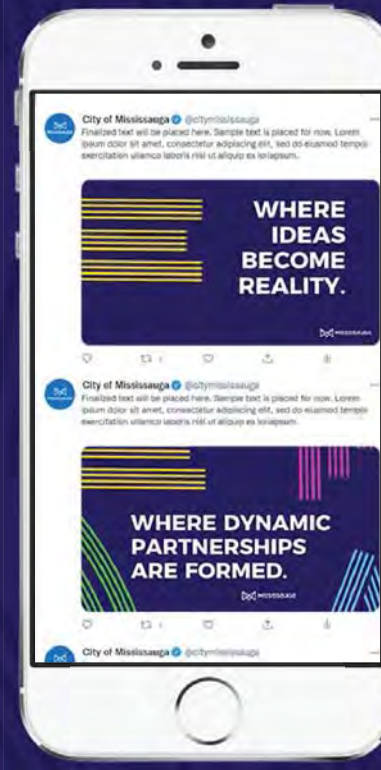 City of Mississauga @citymississauga
Finalized text will be placed here. Sample text is placed for now. Lorem
ipsum dolor sit amet, consectetur adipiscing elit, sed do eiusmod tempor
exercitation ullamco laboris nisi ut aliquip ex
WHERE
IDEAS
BECOME
REALITY.
MISSISSAUGA
City of Mississauga @citymississauga
Finalized text will be placed here. Sample text is placed for now. Lorem
ipsum dolor sit amet, consectetur adipiscing elit, sed do eiusmod tempor
exercitation ullamco laboris nisi ut aliquip ex
WHERE DYNAMIC
PARTNERSHIPS
ARE FORMED.
MISSISSAUGA
City of Mississauga @citymississauga